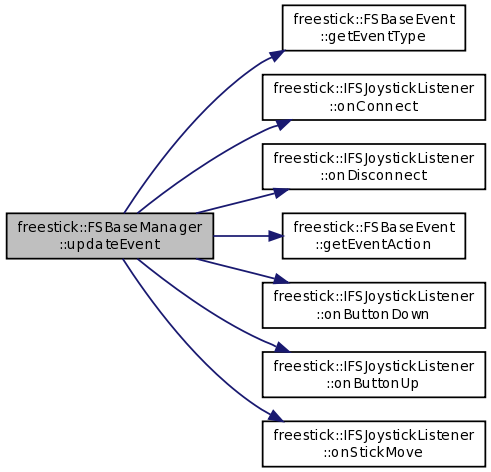 freestick::FSBaseEvent
::getEventType
freestick::IFSJoystickListener
::onConnect
freestick::IFSJoystickListener
::onDisconnect
freestick::FSBaseManager
::updateEvent
freestick::FSBaseEvent
::getEventAction
freestick::IFSJoystickListener
::onButtonDown
freestick::IFSJoystickListener
::onButtonUp
freestick::IFSJoystickListener
::onStickMove